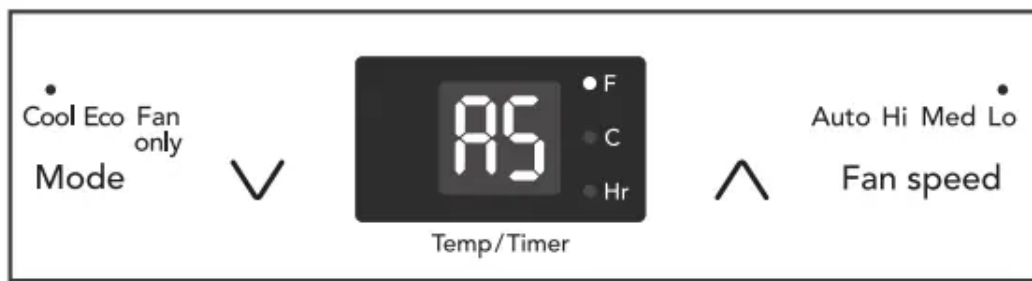 Cool Eco Fan only
Mode
AS
F
C
Hr
Temp/Timer
Auto Hi Med Lo
Fan speed